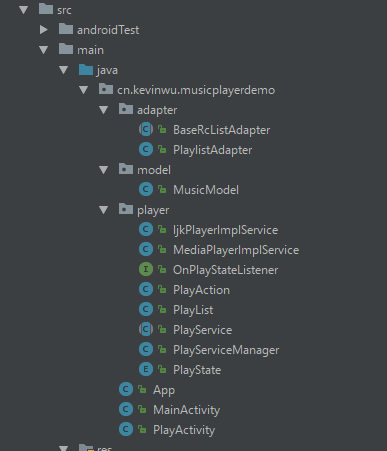 src
androidTest
main
java
cn.kevinwu.musicplayerdemo
adapter
BaseRcListAdapter
PlaylistAdapter
model
MusicModel
player
IjkPlayerImplService
MediaPlayerImplService
OnPlayStateListener
PlayAction
PlayList
PlayService
PlayServiceManager
PlayState
App
MainActivity
PlayActivity
res